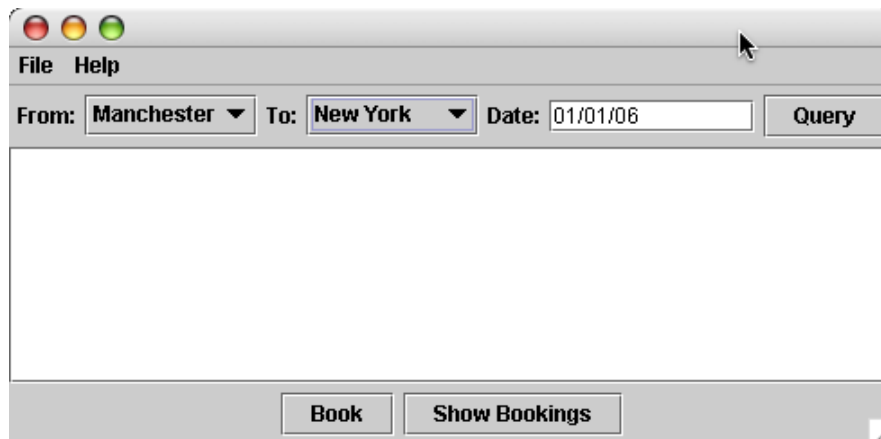 File Help
From: Manchester To: New York Date: 01/01/06 Query
Book Show Bookings